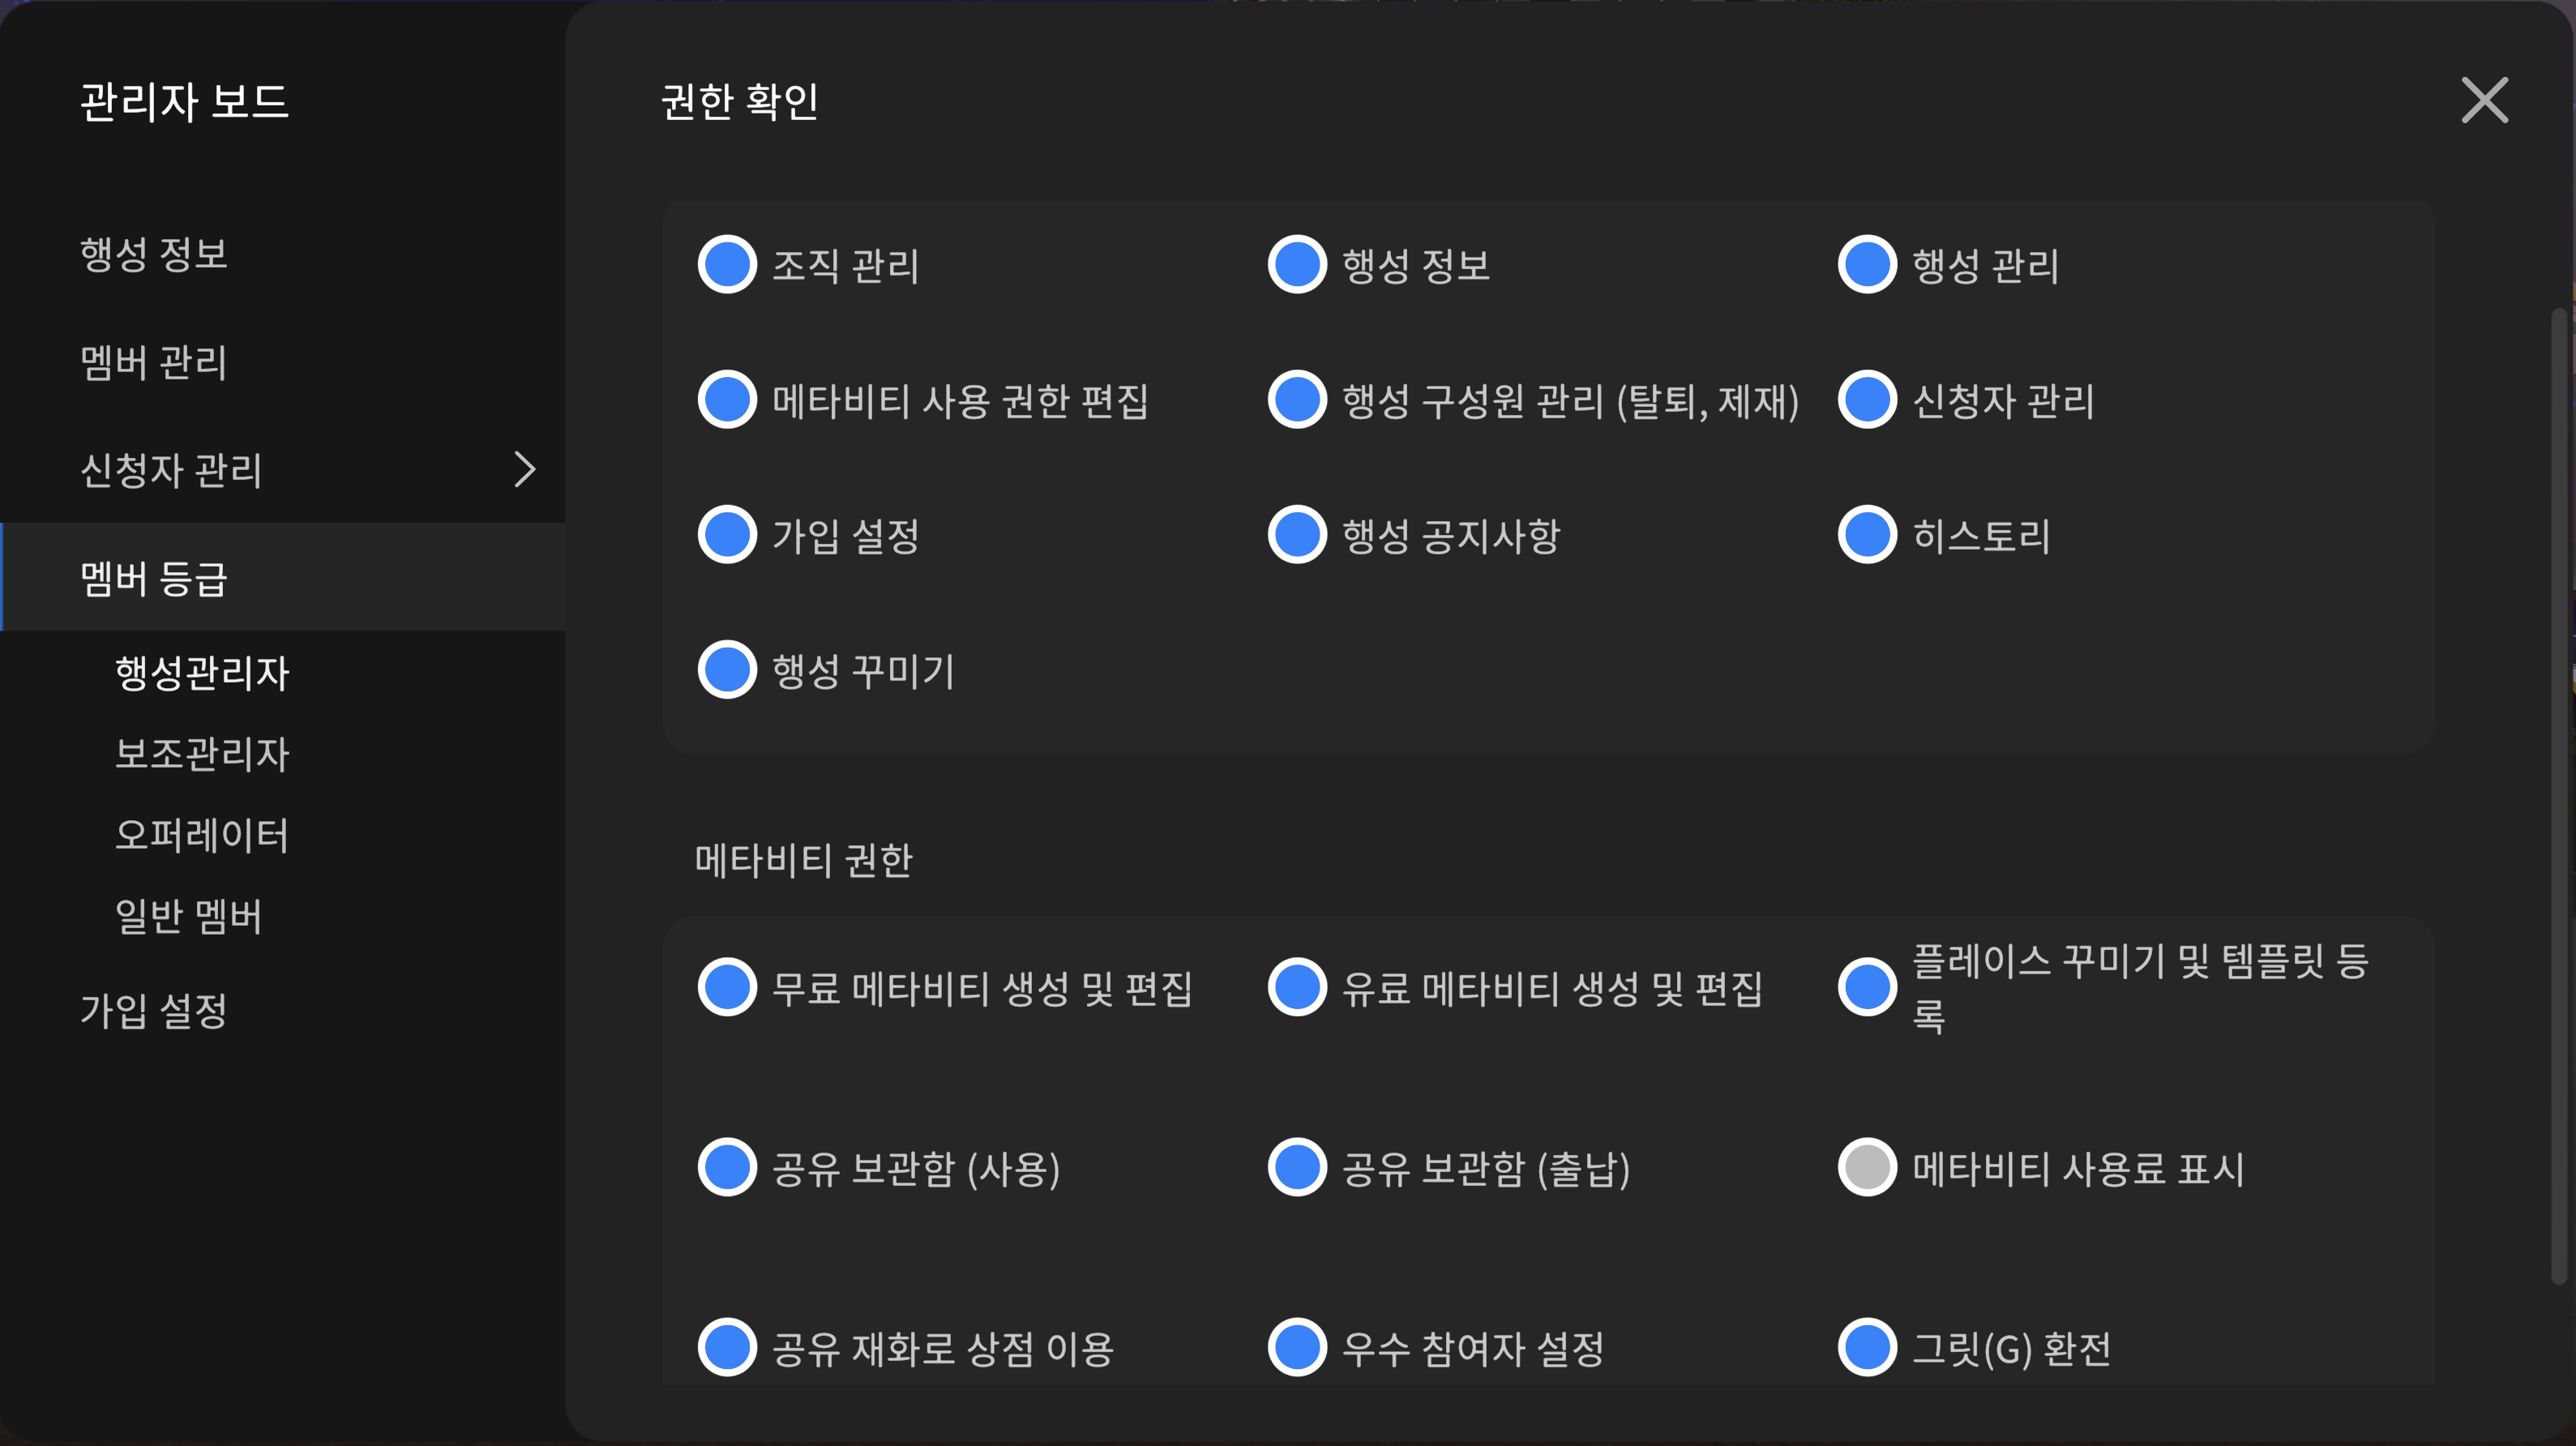 관리자 보드
행성 정보
멤버 관리
신청자 관리
멤버 등급
행성관리자
보조관리자
오퍼레이터
일반 멤버
가입 설정
권한 확인
조직 관리
행성 정보
행성 관리
메타비티 사용 권한 편집
행성 구성원 관리 (탈퇴, 제재)
신청자 관리
가입 설정
행성 공지사항
히스토리
행성 꾸미기
메타비티 권한
무료 메타비티 생성 및 편집
유료 메타비티 생성 및 편집
플레이스 꾸미기 및 템플릿 등
록
공유 보관함 (사용)
공유 보관함 (출납)
메타비티 사용료 표시
공유 재화로 상점 이용
우수 참여자 설정
그릿(G) 환전